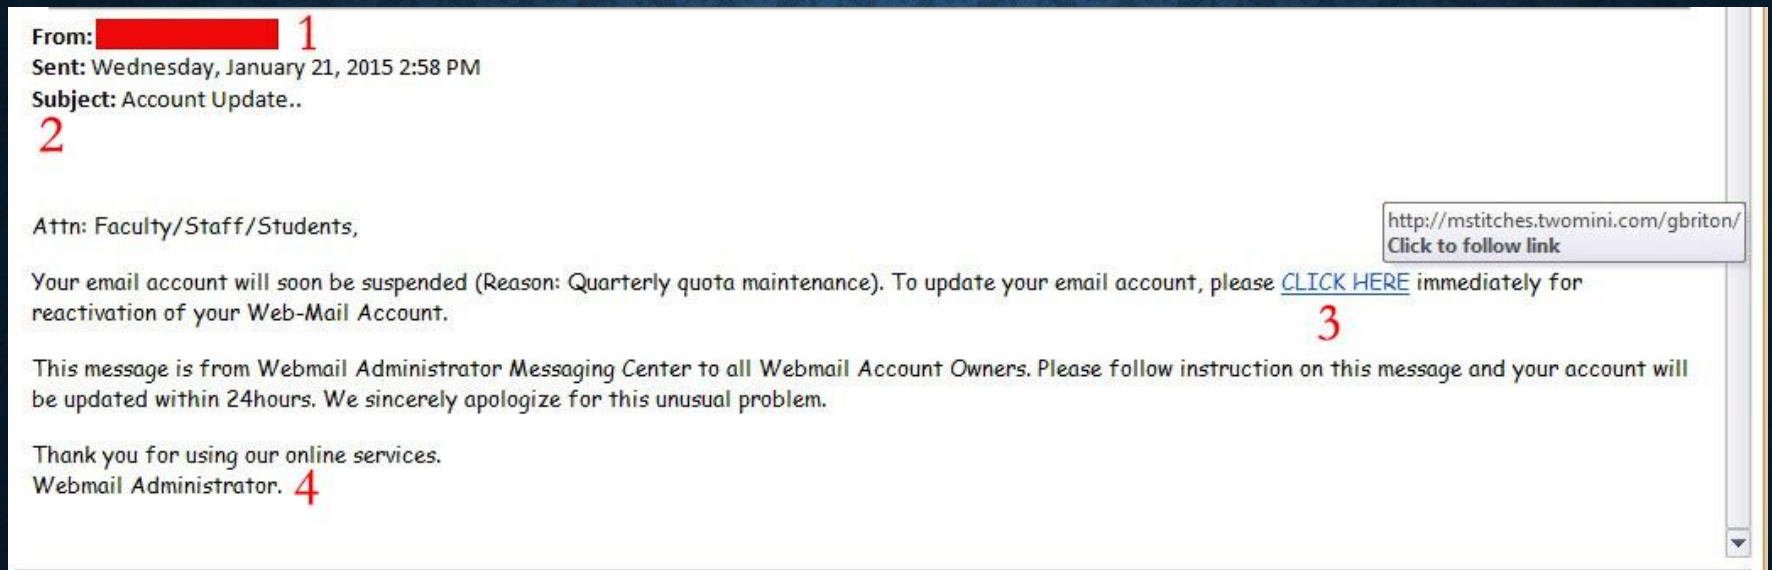 From: 1
Sent: Wednesday, January 21, 2015 2:58 PM
Subject: Account Update..
2
Attn: Faculty/Staff/Students,
http://mstitches.twomini.com/gbriton/
Click to follow link
Your email account will soon be suspended (Reason: Quarterly quota maintenance). To update your email account, please CLICK HERE immediately for
reactivation of your Web-Mail Account.
3
This message is from Webmail Administrator Messaging Center to all Webmail Account Owners. Please follow instruction on this message and your account will
be updated within 24hours. We sincerely apologize for this unusual problem.
Thank you for using our online services.
Webmail Administrator. 4